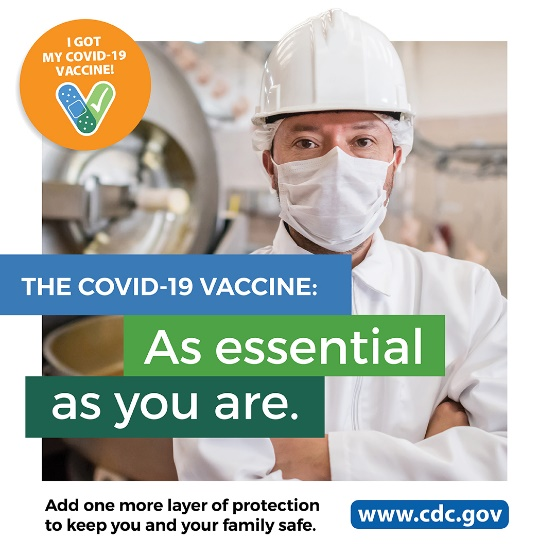 I GOT
MY COVID-19
VACCINE!
THE COVID-19 VACCINE:
As essential
as you are.
Add one more layer of protection
to keep you and your family safe.
www.cdc.gov